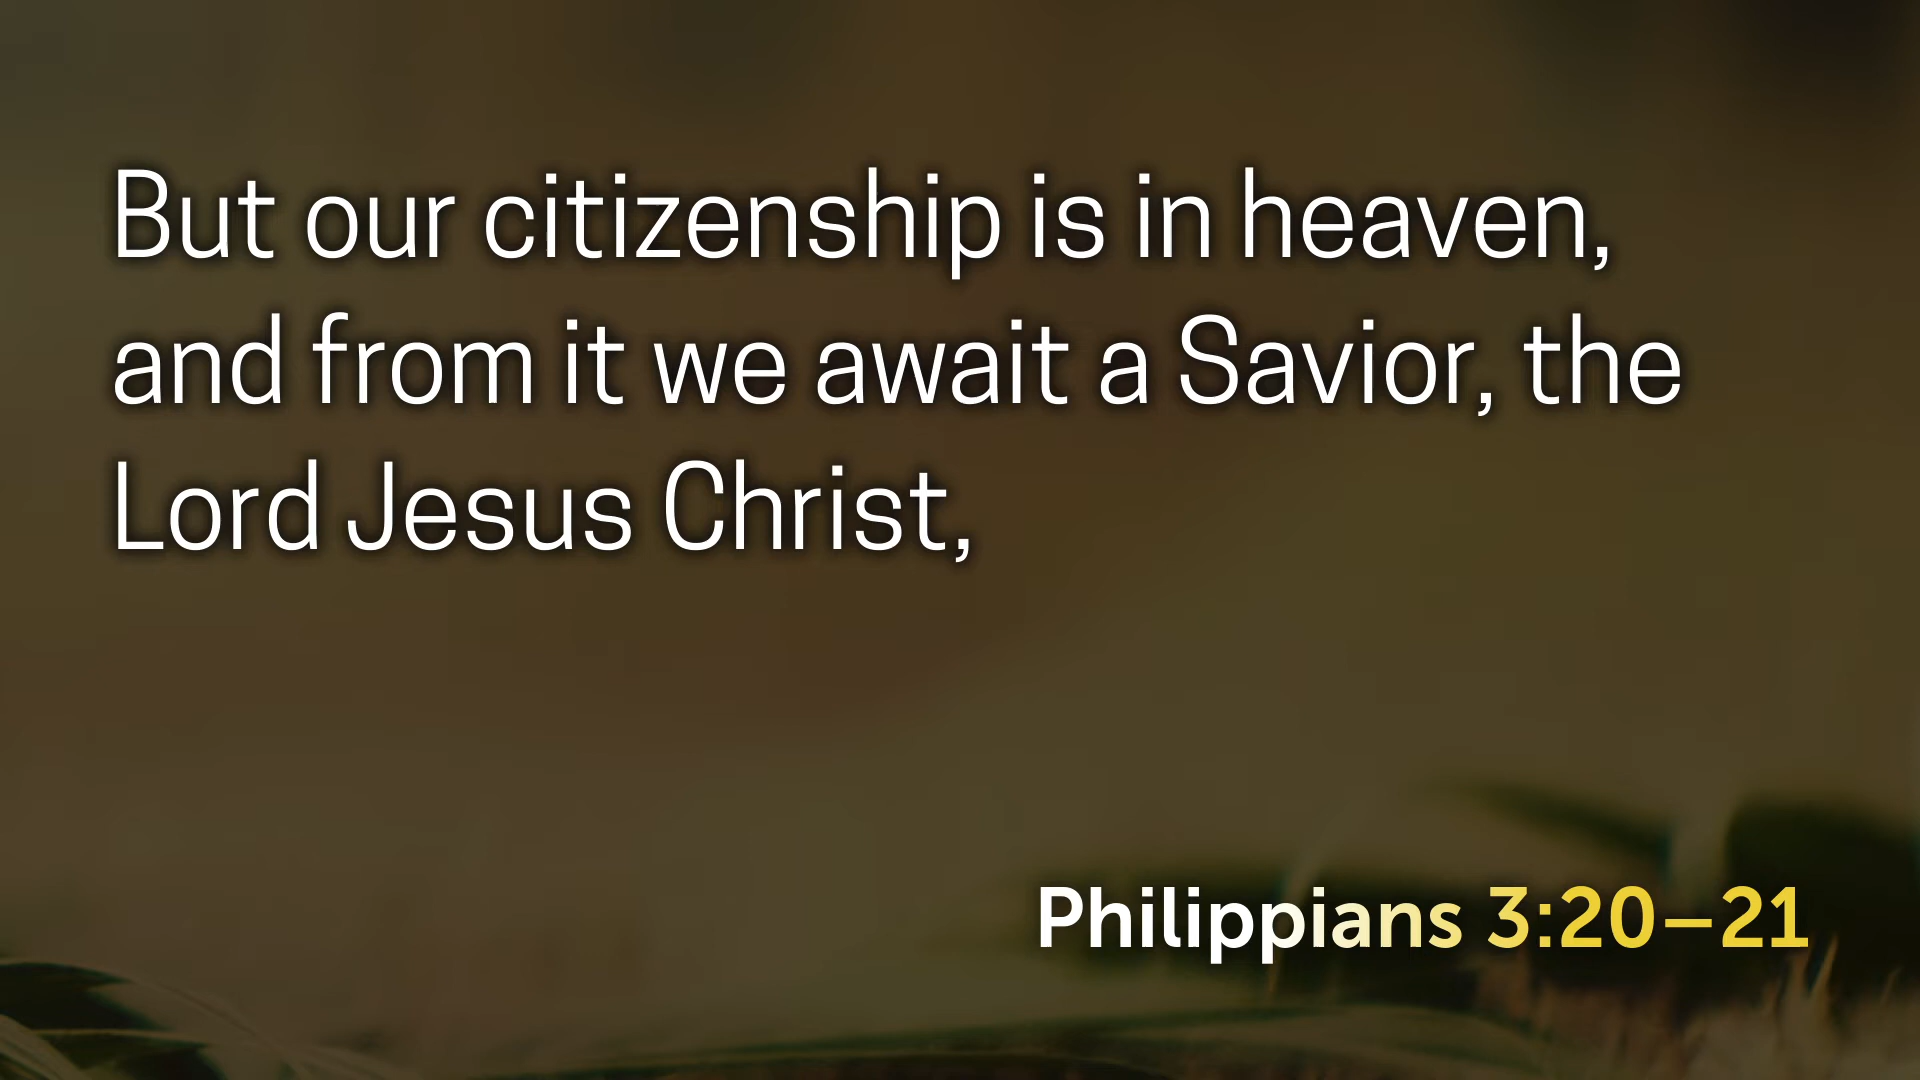 But our citizenship is in heaven,
and from it we await a Savior, the
Lord Jesus Christ,
Philippians 3:20–21